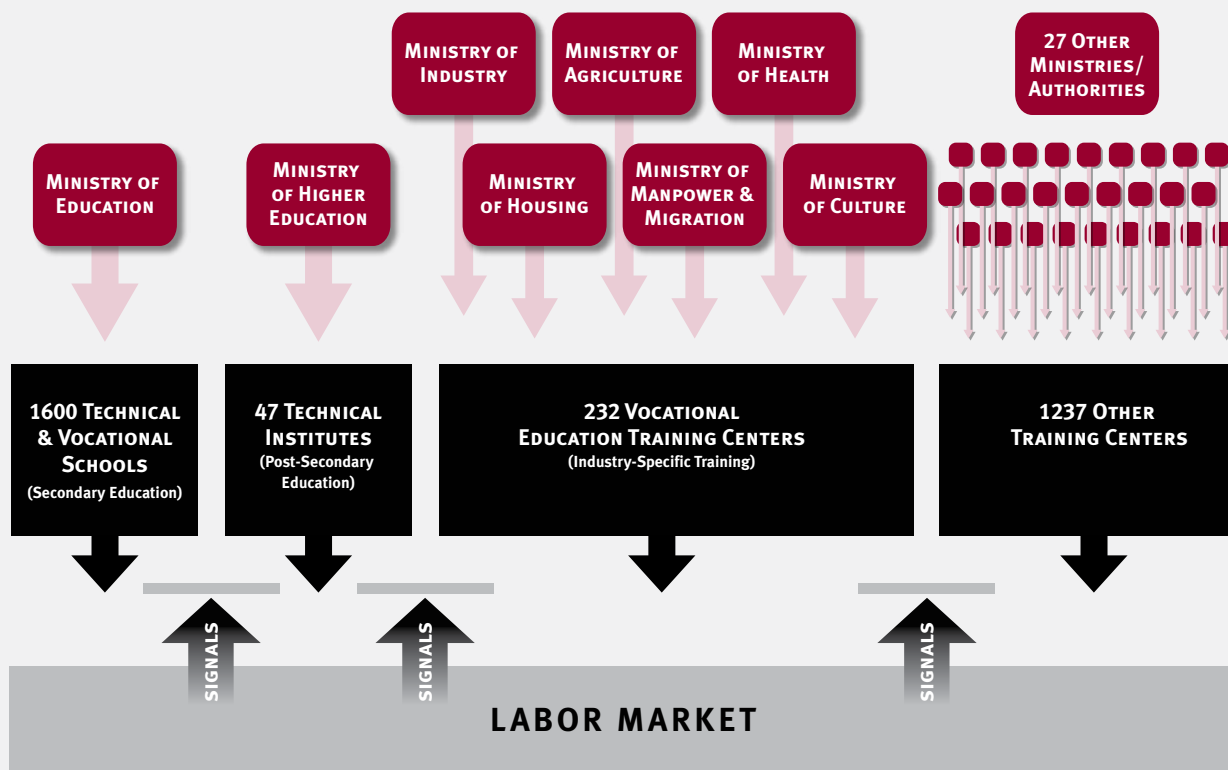 MINISTRY OF
INDUSTRY
MINISTRY OF
AGRICULTURE
MINISTRY
OF HEALTH
27 OTHER
MINISTRIES/
AUTHORITIES
MINISTRY OF
EDUCATION
MINISTRY
OF HIGHER
EDUCATION
MINISTRY
OF HOUSING
MINISTRY OF
MANPOWER &
MIGRATION
MINISTRY
OF CULTURE
1600 TECHNICAL
& VOCATIONAL
SCHOOLS
(Secondary Education)
47 TECHNICAL
INSTITUTES
(Post-Secondary
Education)
232 VOCATIONAL
EDUCATION TRAINING CENTERS
(Industry-Specific Training)
1237 OTHER
TRAINING CENTERS
SIGNALS
SIGNALS
SIGNALS
LABOR MARKET